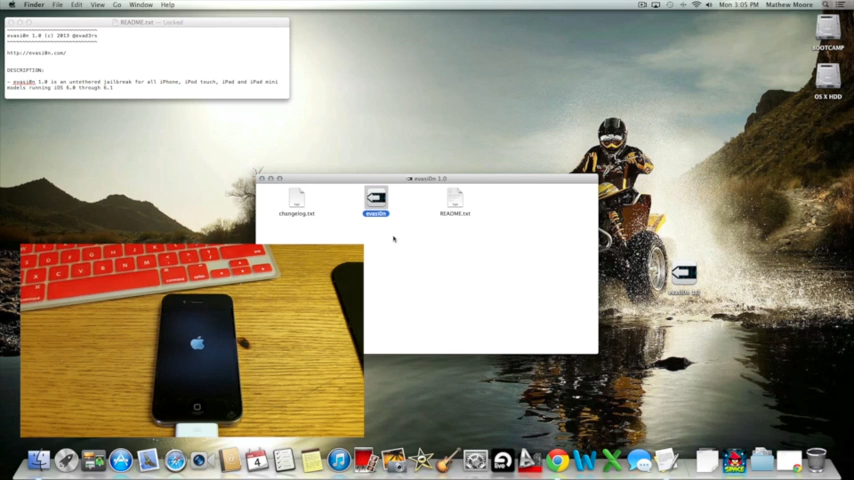 Finder File Edit View Go Window Help
Mon 3:05 PM Mathew Moore
README.txt — Locked
evasi0n 1.0 (c) 2013 @evad3rs
http://evasi0n.com/
DESCRIPTION:
- evasi0n 1.0 is an untethered jailbreak for all iPhone, iPod touch, iPad and iPad mini
models running iOS 6.0 through 6.1
BOOTCAMP
OS X HDD
evasi0n 1.0
changelog.txt
evasi0n
README.txt
4
live
SPACE